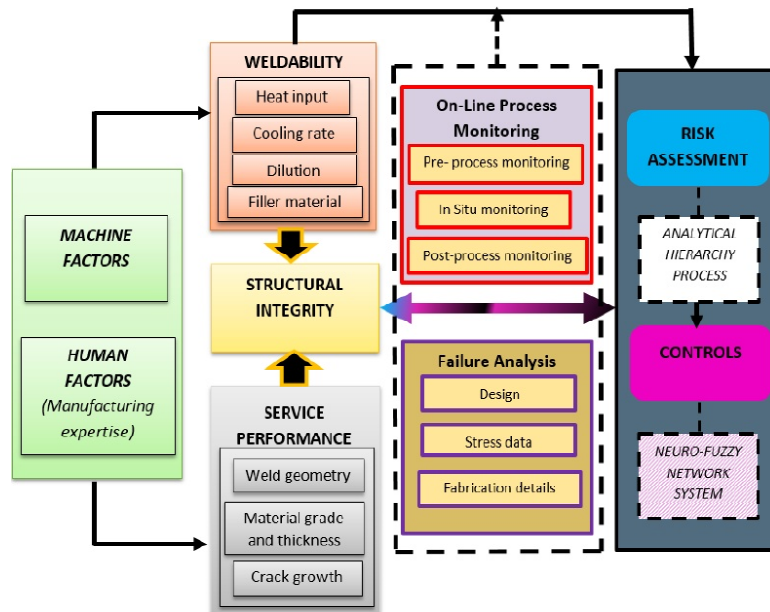 MACHINE
FACTORS
HUMAN
FACTORS
(Manufacturing
expertise)
WELDABILITY
Heat input
Cooling rate
Dilution
Filler material
STRUCTURAL
INTEGRITY
SERVICE
PERFORMANCE
Weld geometry
Material grade
and thickness
Crack growth
On-Line Process
Monitoring
Pre- process monitoring
In Situ monitoring
Post-process monitoring
Failure Analysis
Design
Stress data
Fabrication details
RISK
ASSESSMENT
ANALYTICAL
HIERARCHY
PROCESS
CONTROLS
NEURO-FUZZY
NETWORK
SYSTEM